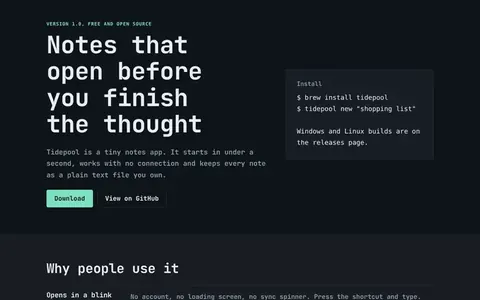 VERSION 1.0, FREE AND OPEN SOURCE
Notes that
open before
you finish
the thought
Tidepool is a tiny notes app. It starts in under a
second, works with no connection and keeps every note
as a plain text file you own.
Download
View on GitHub
Install
$ brew install tidepool
$ tidepool new "shopping list"
Windows and Linux builds are on
the releases page.
Why people use it
Opens in a blink
No account, no loading screen, no sync spinner. Press the shortcut and type.